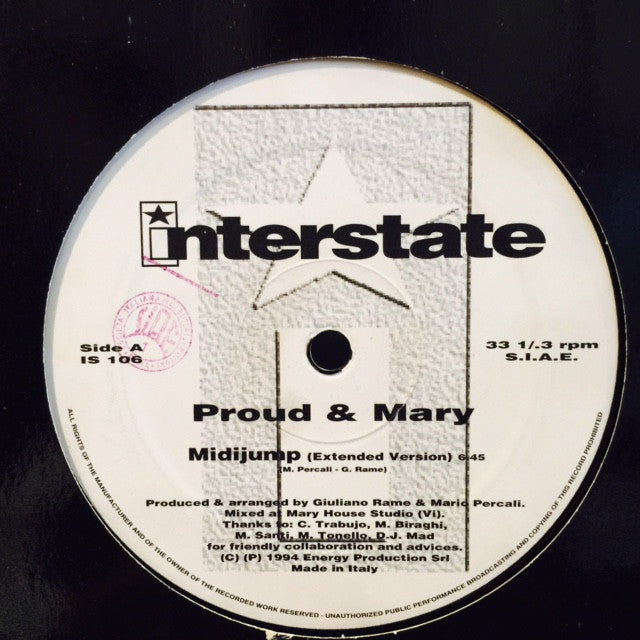 interstate
Side A
IS 106
33 1/.3 rpm
S.I.A.E.
Proud & Mary
Midijump (Extended Version) 6:45
(M. Percali - G. Rame)
Produced & arranged by Giuliano Rame & Mario Percali.
Mixed at Mary House Studio (Vi).
Thanks to: C. Trabujo, M. Biraghi,
M. Santi, M. Tonello, D.J. Mad
for friendly collaboration and advices.
(C) (P) 1994 Energy Production Srl
Made in Italy
ALL RIGHTS OF THE MANUFACTURER AND OF THE OWNER OF THE RECORDED WORK RESERVED - UNAUTHORIZED PUBLIC PERFORMANCE BROADCASTING AND COPYING OF THIS RECORD PROHIBITED